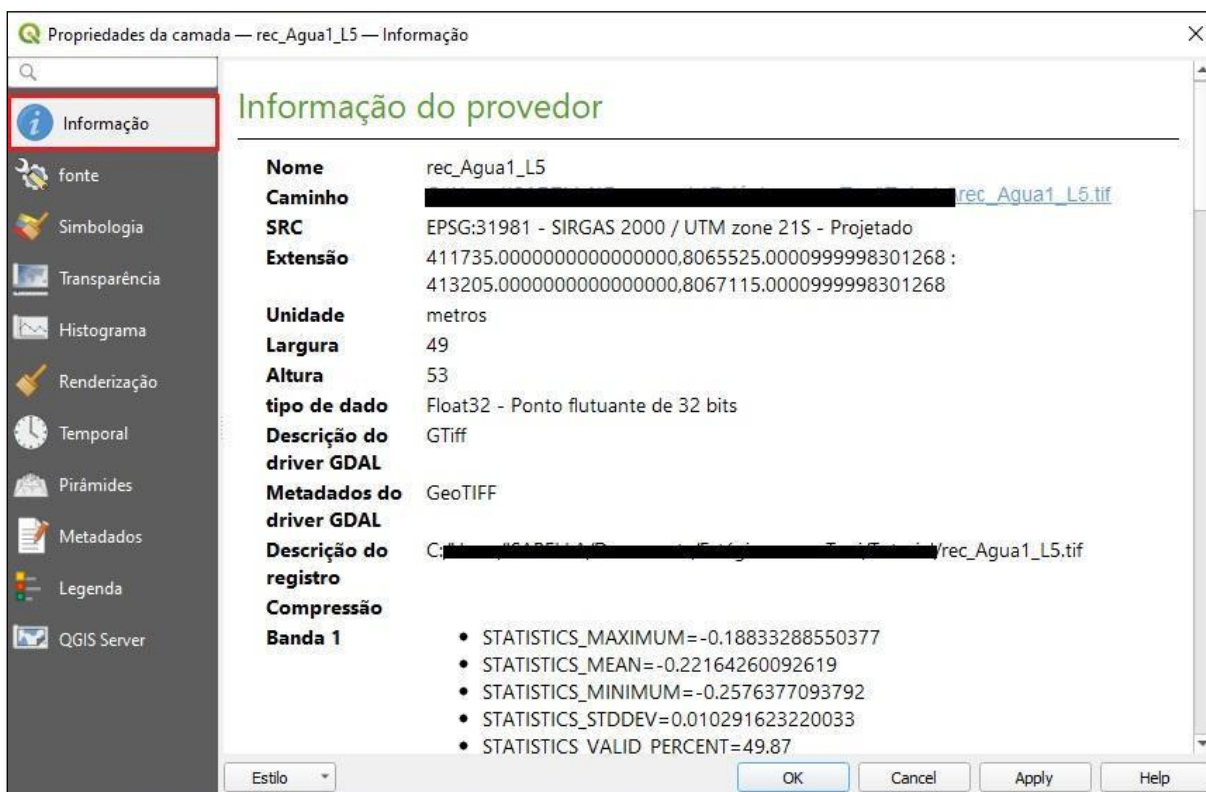 Propriedades da camada — rec_Agua1_L5 — Informação
Informação
fonte
Simbologia
Transparência
Histograma
Renderização
Temporal
Pirâmides
Metadados
Legenda
QGIS Server
Informação do provedor
Nome rec_Agua1_L5
Caminho \rec_Agua1_L5.tif
SRC EPSG:31981 - SIRGAS 2000 / UTM zone 21S - Projetado
Extensão 411735.0000000000000000,8065525.0000999998301268 :
413205.0000000000000000,8067115.0000999998301268
Unidade metros
Largura 49
Altura 53
tipo de dado Float32 - Ponto flutuante de 32 bits
Descrição do GTiff
driver GDAL
Metadados do GeoTIFF
driver GDAL
Descrição do C: /rec_Agua1_L5.tif
registro
Compressão
Banda 1 • STATISTICS_MAXIMUM=-0.18833288550377
• STATISTICS_MEAN=-0.22164260092619
• STATISTICS_MINIMUM=-0.2576377093792
• STATISTICS_STDDEV=0.010291623220033
• STATISTICS_VALID_PERCENT=49.87
Estilo OK Cancel Apply Help